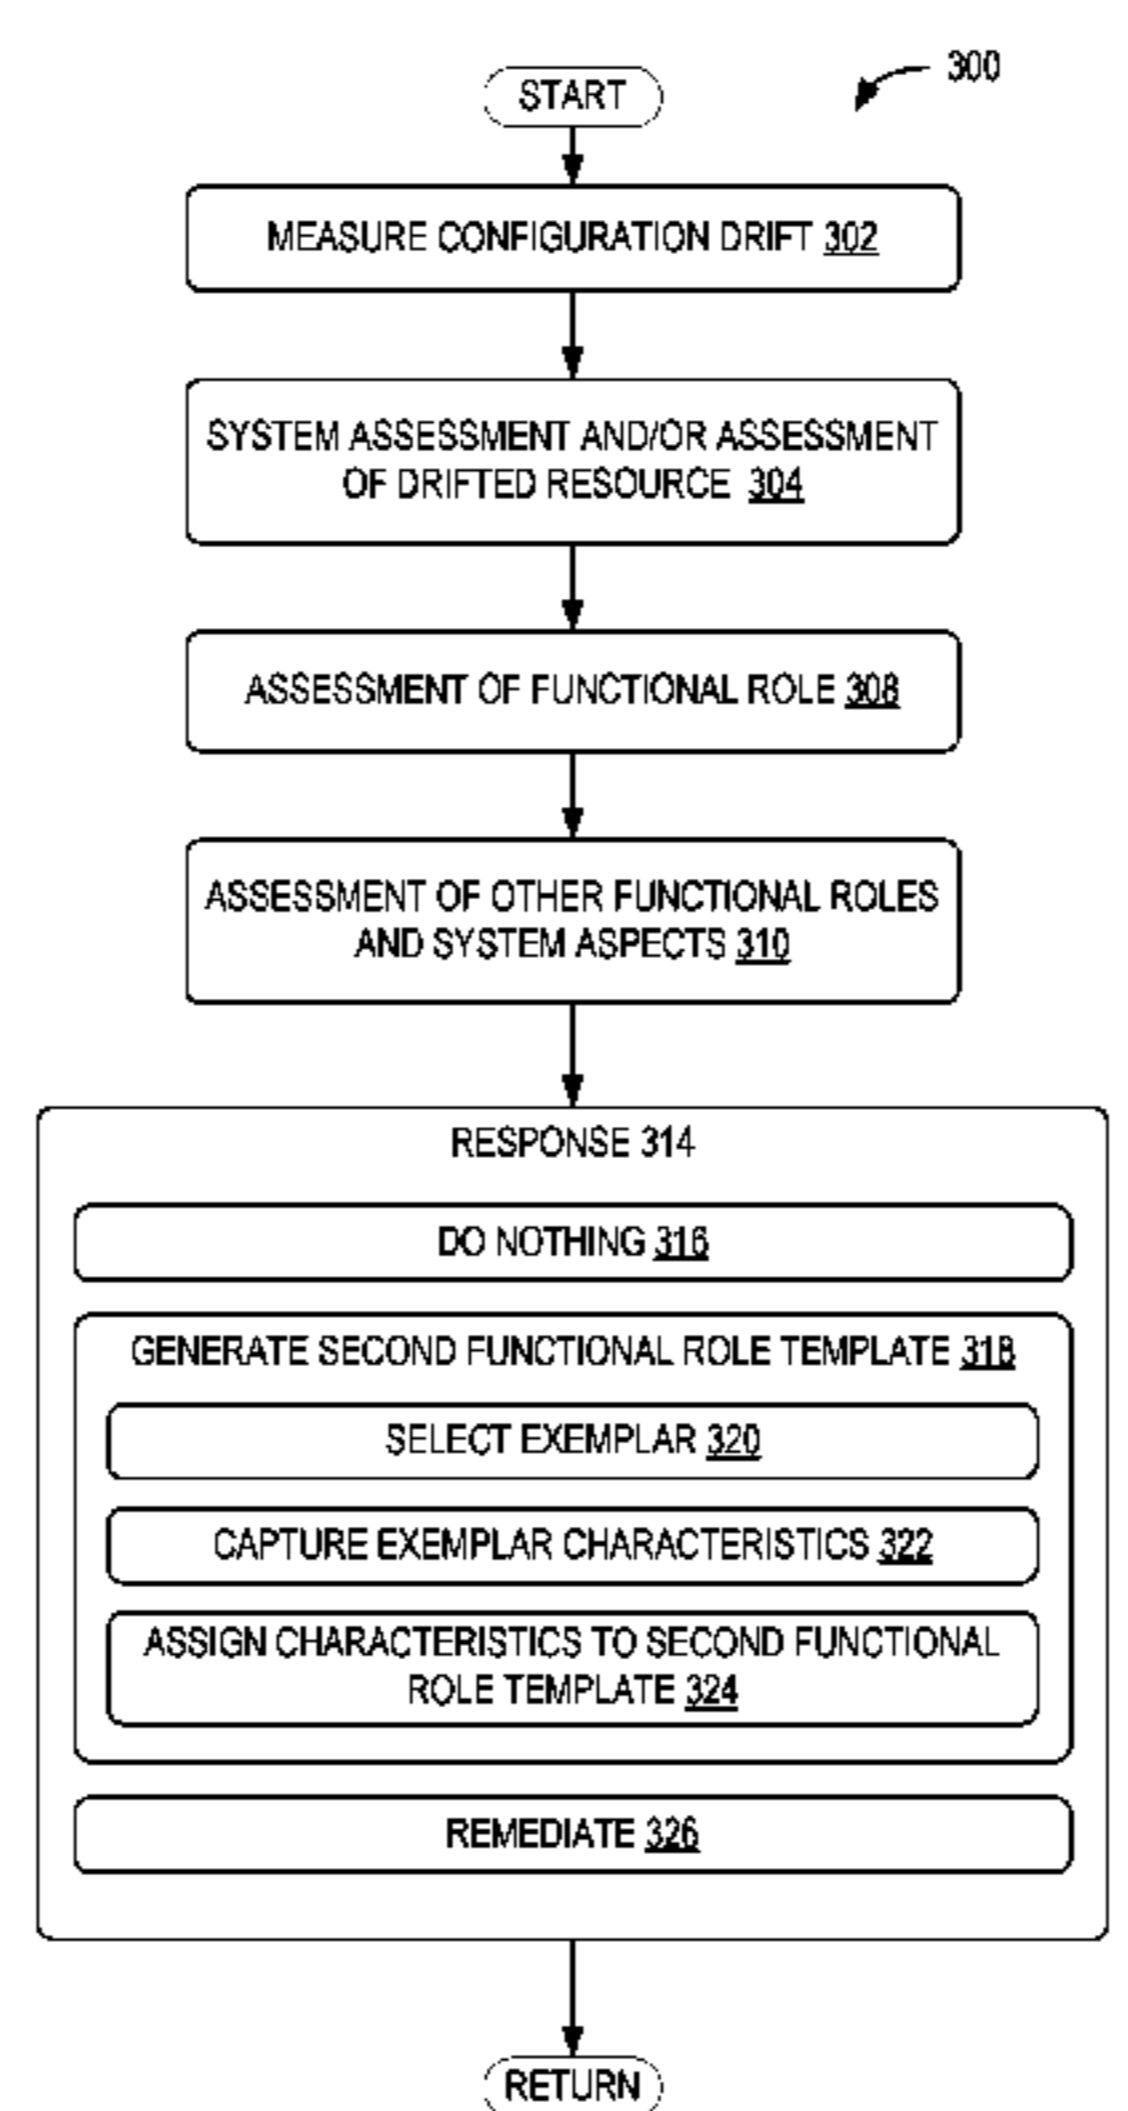 300
START
MEASURE CONFIGURATION DRIFT 302
SYSTEM ASSESSMENT AND/OR ASSESSMENT
OF DRIFTED RESOURCE 304
ASSESSMENT OF FUNCTIONAL ROLE 308
ASSESSMENT OF OTHER FUNCTIONAL ROLES
AND SYSTEM ASPECTS 310
RESPONSE 314
DO NOTHING 316
GENERATE SECOND FUNCTIONAL ROLE TEMPLATE 318
SELECT EXEMPLAR 320
CAPTURE EXEMPLAR CHARACTERISTICS 322
ASSIGN CHARACTERISTICS TO SECOND FUNCTIONAL
ROLE TEMPLATE 324
REMEDIATE 326
RETURN